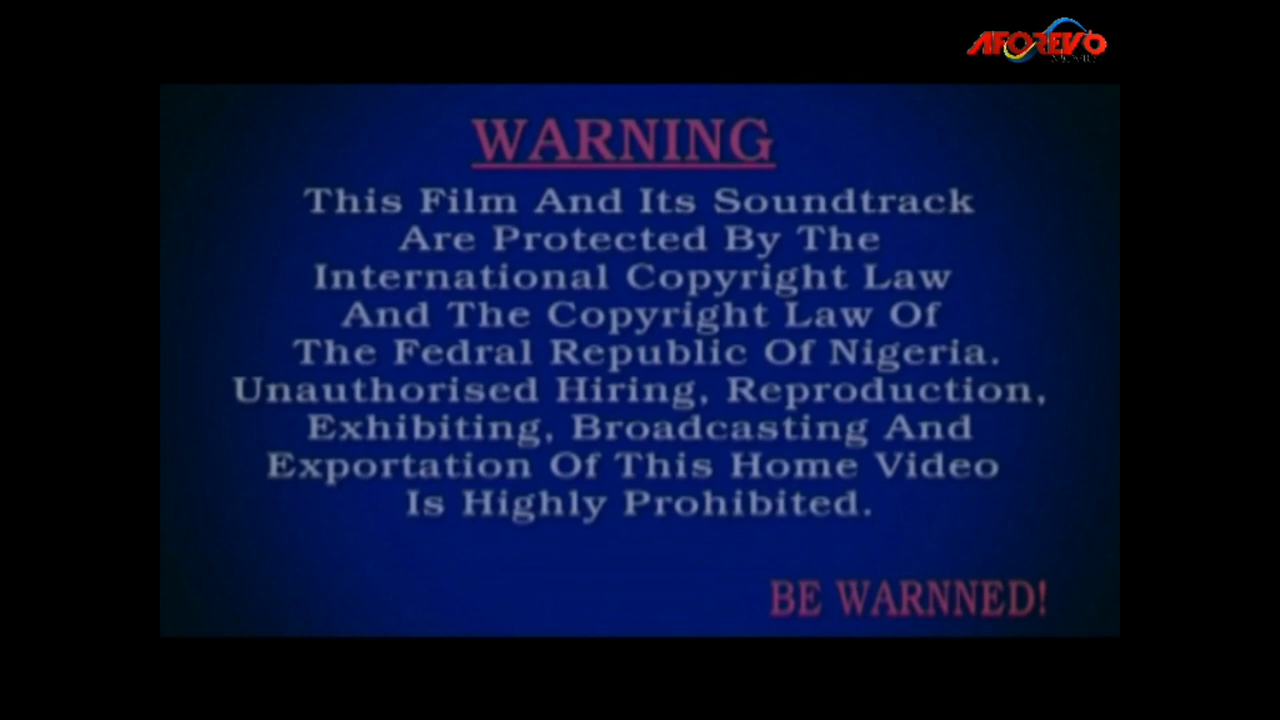 AFOREVO
WARNING
This Film And Its Soundtrack
Are Protected By The
International Copyright Law
And The Copyright Law Of
The Fedral Republic Of Nigeria.
Unauthorised Hiring, Reproduction,
Exhibiting, Broadcasting And
Exportation Of This Home Video
Is Highly Prohibited.
BE WARNNED!